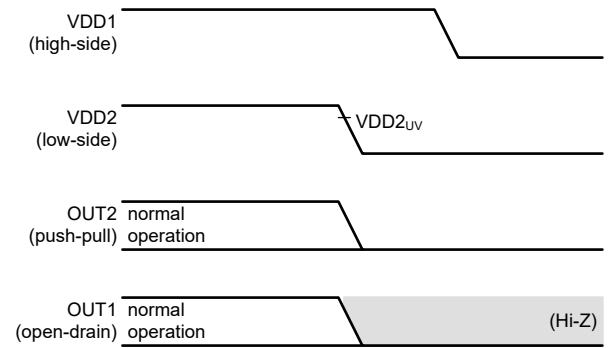 VDD1
(high-side)
VDD2
(low-side)
VDD2UV
OUT2
(push-pull)
normal
operation
OUT1
(open-drain)
normal
operation
(Hi-Z)